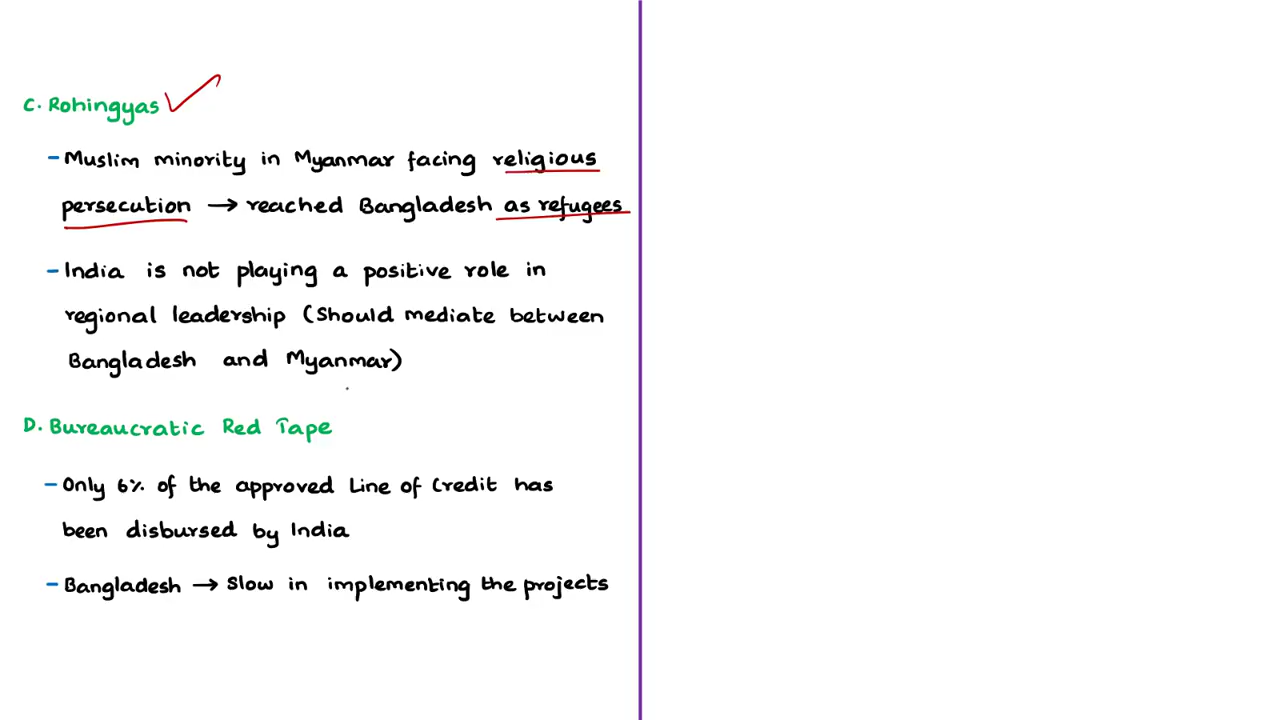 C. Rohingyas
- Muslim minority in Myanmar facing religious
persecution → reached Bangladesh as refugees
- India is not playing a positive role in
regional leadership (Should mediate between
Bangladesh and Myanmar)
D. Bureaucratic Red Tape
- Only 6% of the approved Line of Credit has
been disbursed by India
- Bangladesh → Slow in implementing the projects